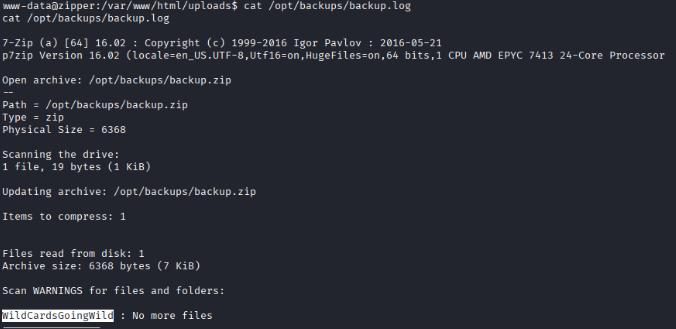 www-data@zipper:/var/www/html/uploads$ cat /opt/backups/backup.log
cat /opt/backups/backup.log
7-Zip (a) [64] 16.02 : Copyright (c) 1999-2016 Igor Pavlov : 2016-05-21
p7zip Version 16.02 (locale=en_US.UTF-8,Utf16=on,HugeFiles=on,64 bits,1 CPU AMD EPYC 7413 24-Core Processor
Open archive: /opt/backups/backup.zip
--
Path = /opt/backups/backup.zip
Type = zip
Physical Size = 6368
Scanning the drive:
1 file, 19 bytes (1 KiB)
Updating archive: /opt/backups/backup.zip
Items to compress: 1
Files read from disk: 1
Archive size: 6368 bytes (7 KiB)
Scan WARNINGS for files and folders:
WildCardsGoingWild : No more files